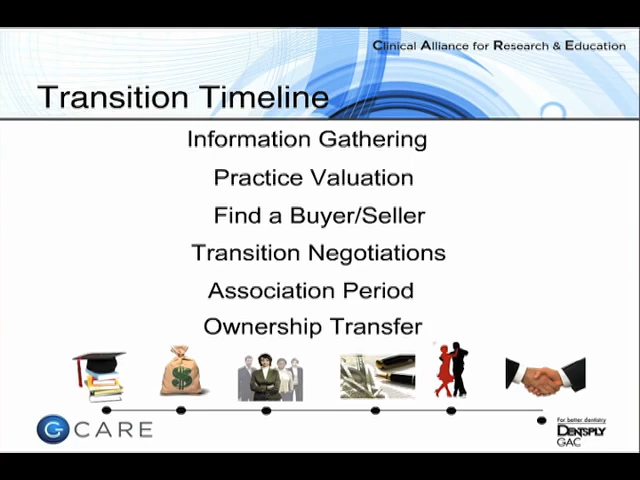 Clinical Alliance for Research & Education
Transition Timeline
Information Gathering
Practice Valuation
Find a Buyer/Seller
Transition Negotiations
Association Period
Ownership Transfer
$
G CARE
For better dentistry
DENTSPLY
GAC